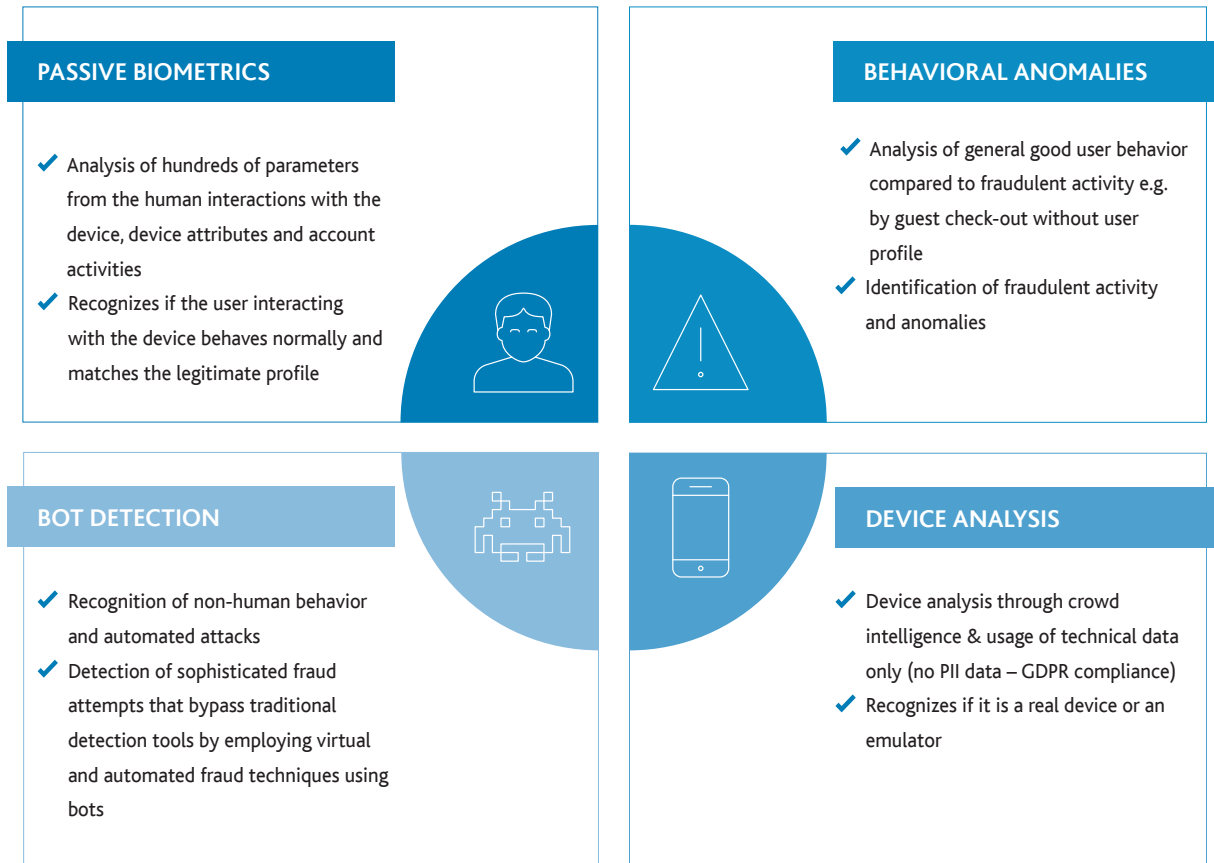 PASSIVE BIOMETRICS
Analysis of hundreds of parameters
from the human interactions with the
device, device attributes and account
activities
Recognizes if the user interacting
with the device behaves normally and
matches the legitimate profile
BEHAVIORAL ANOMALIES
Analysis of general good user behavior
compared to fraudulent activity e.g.
by guest check-out without user
profile
Identification of fraudulent activity
and anomalies
BOT DETECTION
Recognition of non-human behavior
and automated attacks
Detection of sophisticated fraud
attempts that bypass traditional
detection tools by employing virtual
and automated fraud techniques using
bots
DEVICE ANALYSIS
Device analysis through crowd
intelligence & usage of technical data
only (no PII data – GDPR compliance)
Recognizes if it is a real device or an
emulator